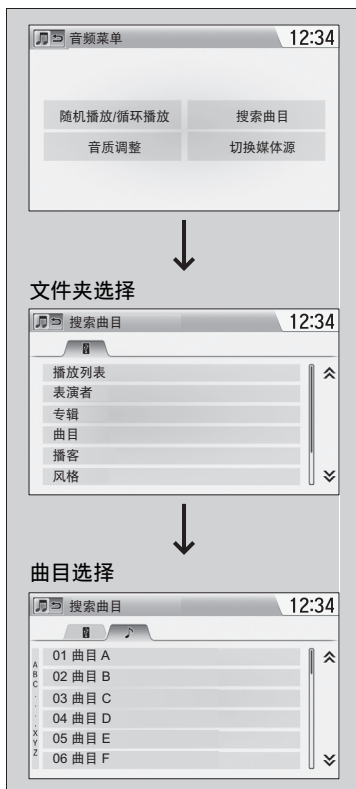 音频菜单 12:34
随机播放/循环播放 搜索曲目
音质调整 切换媒体源
文件夹选择
搜索曲目 12:34
播放列表
表演者
专辑
曲目
播客
风格
曲目选择
搜索曲目 12:34
01 曲目 A
02 曲目 B
03 曲目 C
04 曲目 D
05 曲目 E
06 曲目 F
A
B
C
.
.
.
X
Y
Z